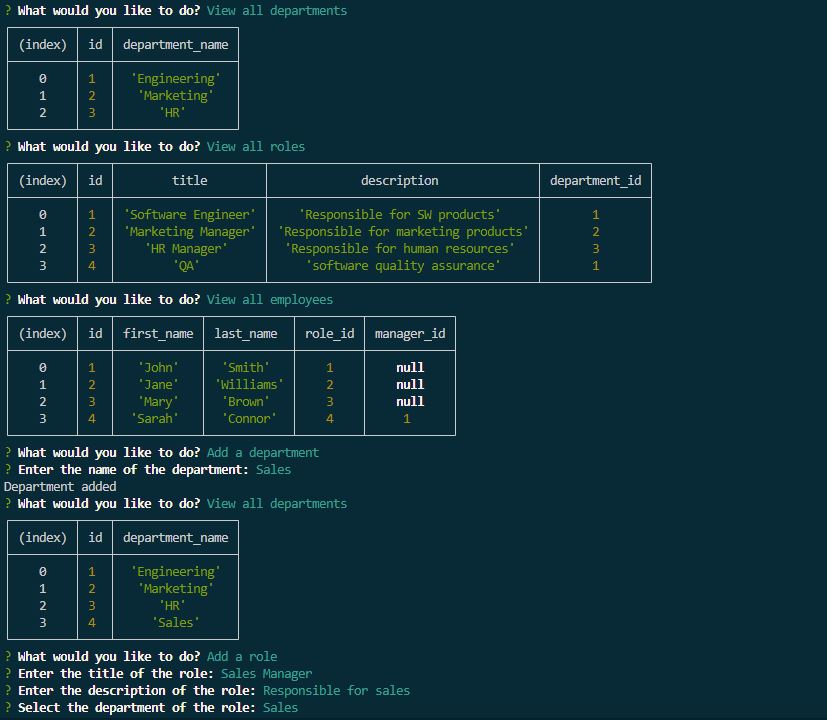 ? What would you like to do? View all departments
(index) id department_name
0 1 'Engineering'
1 2 'Marketing'
2 3 'HR'
? What would you like to do? View all roles
(index) id title description department_id
0 1 'Software Engineer' 'Responsible for SW products' 1
1 2 'Marketing Manager' 'Responsible for marketing products' 2
2 3 'HR Manager' 'Responsible for human resources' 3
3 4 'QA' 'software quality assurance' 1
? What would you like to do? View all employees
(index) id first_name last_name role_id manager_id
0 1 'John' 'Smith' 1 null
1 2 'Jane' 'Williams' 2 null
2 3 'Mary' 'Brown' 3 null
3 4 'Sarah' 'Connor' 4 1
? What would you like to do? Add a department
? Enter the name of the department: Sales
Department added
? What would you like to do? View all departments
(index) id department_name
0 1 'Engineering'
1 2 'Marketing'
2 3 'HR'
3 4 'Sales'
? What would you like to do? Add a role
? Enter the title of the role: Sales Manager
? Enter the description of the role: Responsible for sales
? Select the department of the role: Sales